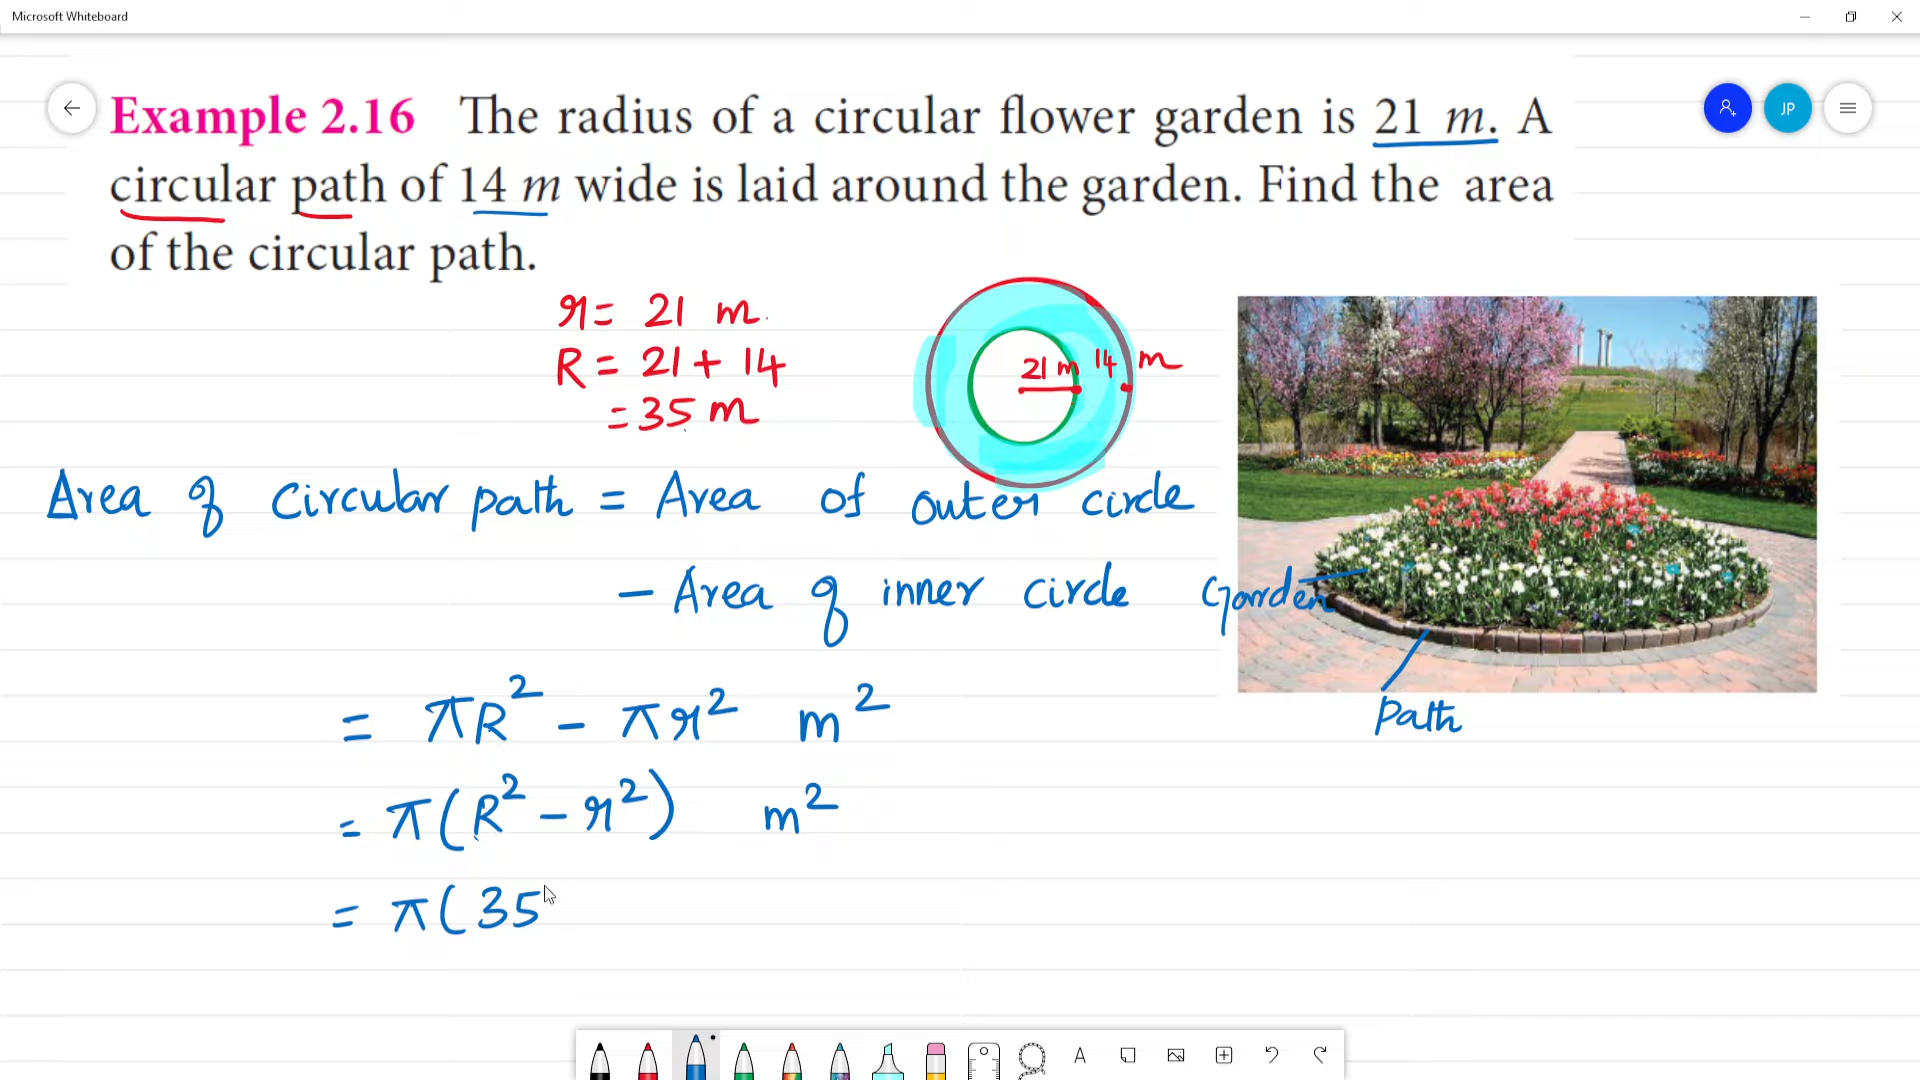 Microsoft Whiteboard
Example 2.16 The radius of a circular flower garden is 21 m. A
circular path of 14 m wide is laid around the garden. Find the area
of the circular path.
JP
r = 21 m.
R = 21 + 14
= 35 m
21 m 14 m
Area of Circular path = Area of outer circle
- Area of inner circle
Garden
Path
= πR² - πr² m²
= π(R² - r²) m²
= π(35
A